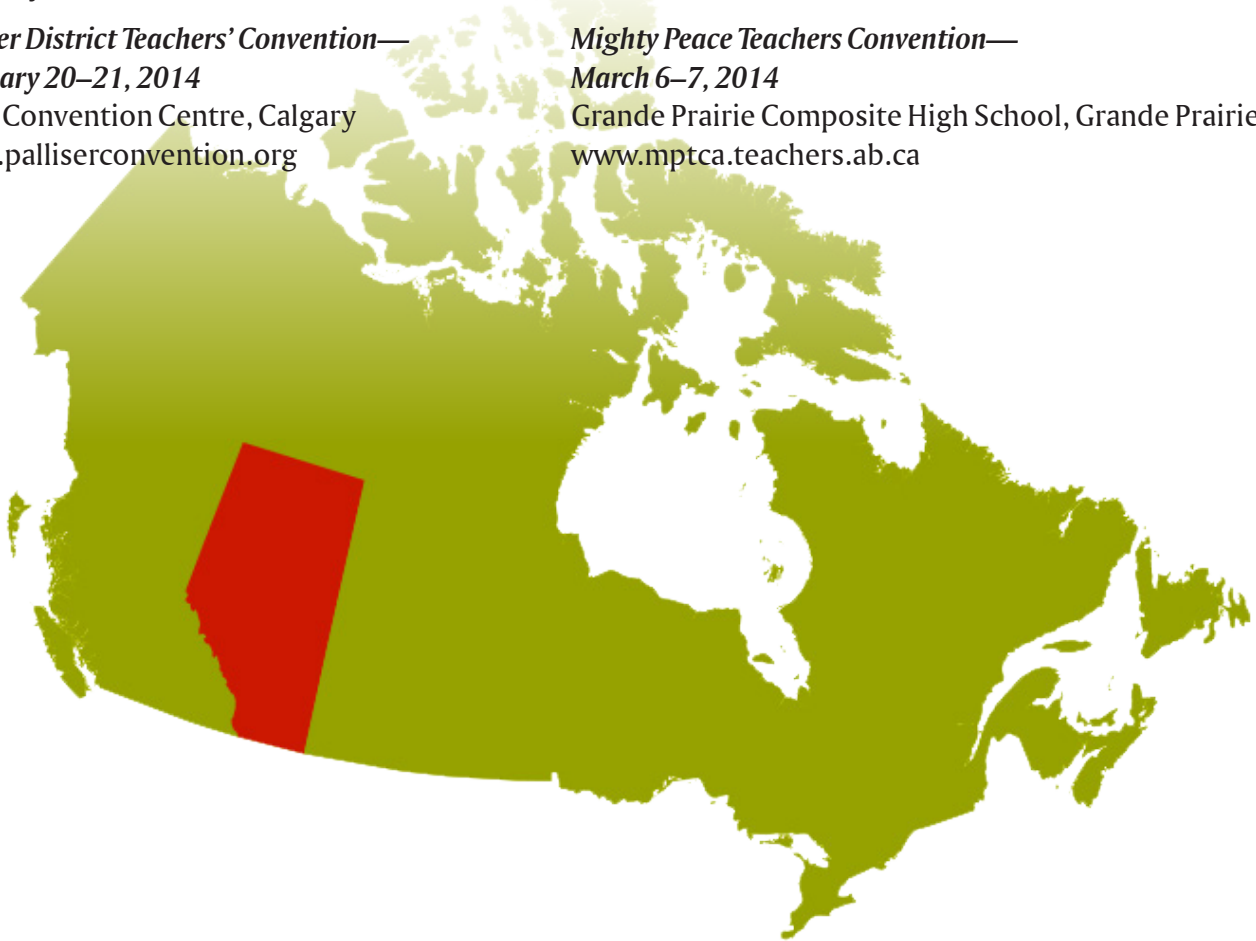 er District Teachers’ Convention—
ary 20–21, 2014
Convention Centre, Calgary
.palliserconvention.org
Mighty Peace Teachers Convention—
March 6–7, 2014
Grande Prairie Composite High School, Grande Prairie
www.mptca.teachers.ab.ca